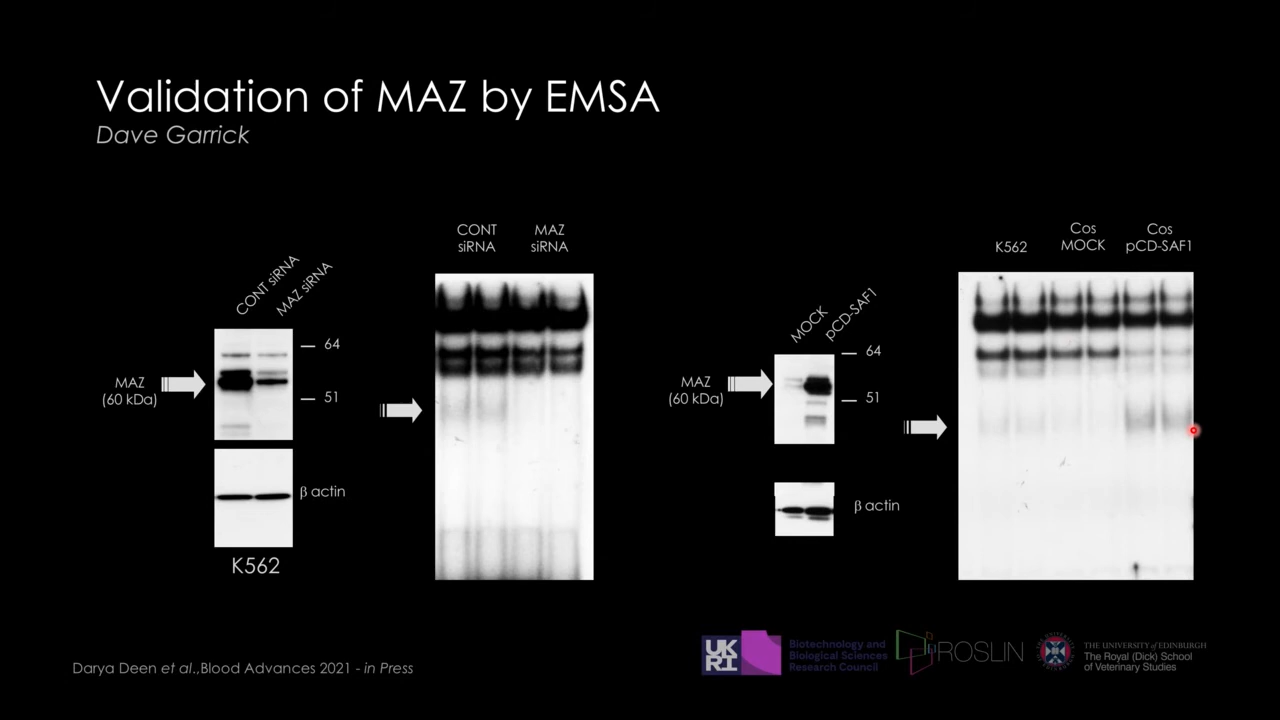 Validation of MAZ by EMSA
Dave Garrick
CONT siRNA
MAZ siRNA
64
MAZ
(60 kDa)
51
β actin
K562
CONT
siRNA
MAZ
siRNA
MOCK
pCD-SAF1
64
MAZ
(60 kDa)
51
β actin
K562
Cos
MOCK
Cos
pCD-SAF1
Darya Deen et al.,Blood Advances 2021 - in Press
UK
RI
Biotechnology and
Biological Sciences
Research Council
ROSLIN
THE UNIVERSITY of EDINBURGH
The Royal (Dick) School
of Veterinary Studies